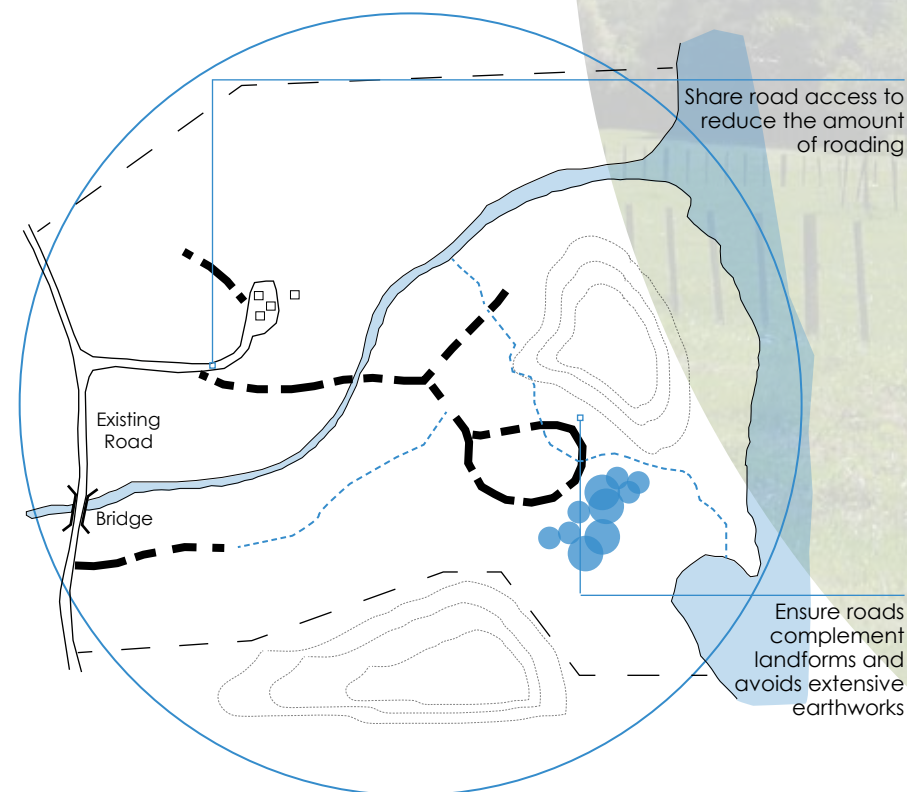 Share road access to
reduce the amount
of roading
Existing
Road
Bridge
Ensure roads
complement
landforms and
avoids extensive
earthworks